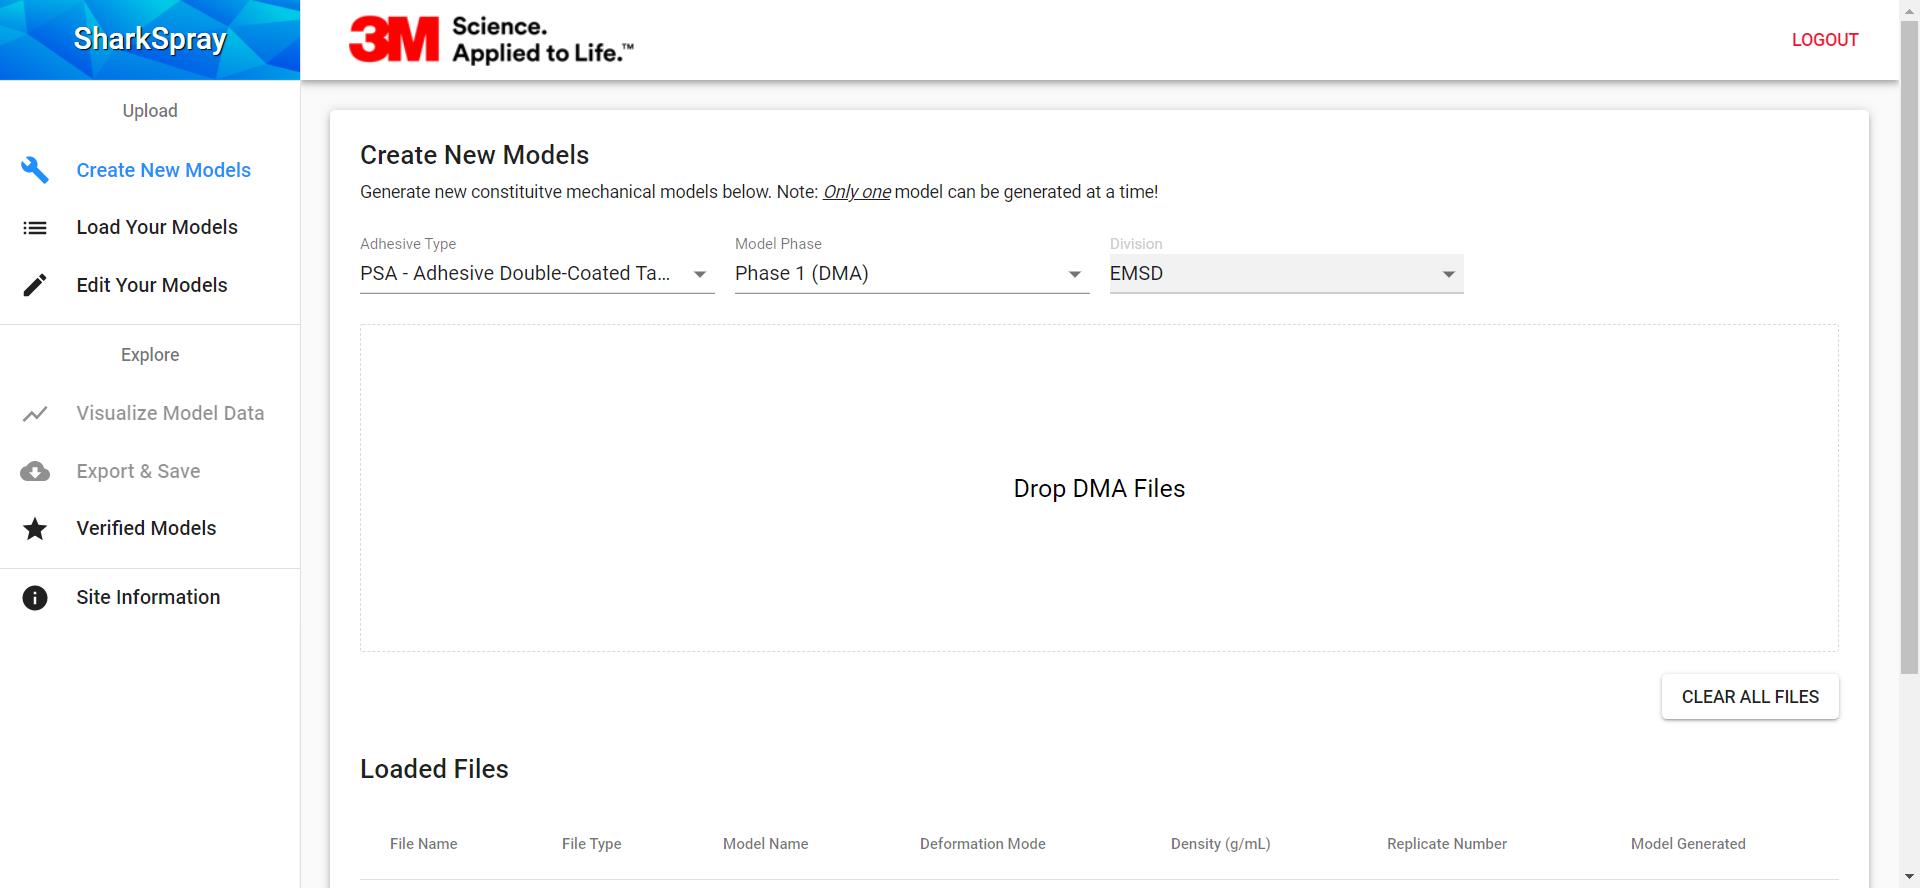 SharkSpray
3M Science.
Applied to Life.™
LOGOUT
Upload
Create New Models
Load Your Models
Edit Your Models
Explore
Visualize Model Data
Export & Save
Verified Models
Site Information
Create New Models
Generate new constituitve mechanical models below. Note: Only one model can be generated at a time!
Adhesive Type
PSA - Adhesive Double-Coated Ta...
Model Phase
Phase 1 (DMA)
Division
EMSD
Drop DMA Files
CLEAR ALL FILES
Loaded Files
File Name File Type Model Name Deformation Mode Density (g/mL) Replicate Number Model Generated